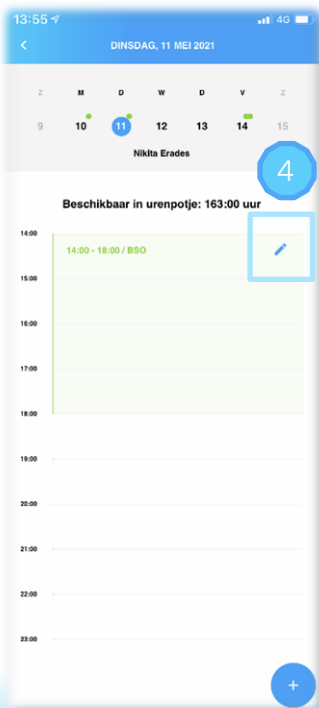 13:55 4G
DINSDAG, 11 MEI 2021
Z M D W D V Z
9 10 11 12 13 14 15
Nikita Erades
4
Beschikbaar in urenpotje: 163:00 uur
14:00
14:00 - 18:00 / BSO
15:00
16:00
17:00
18:00
19:00
20:00
21:00
22:00
23:00
+